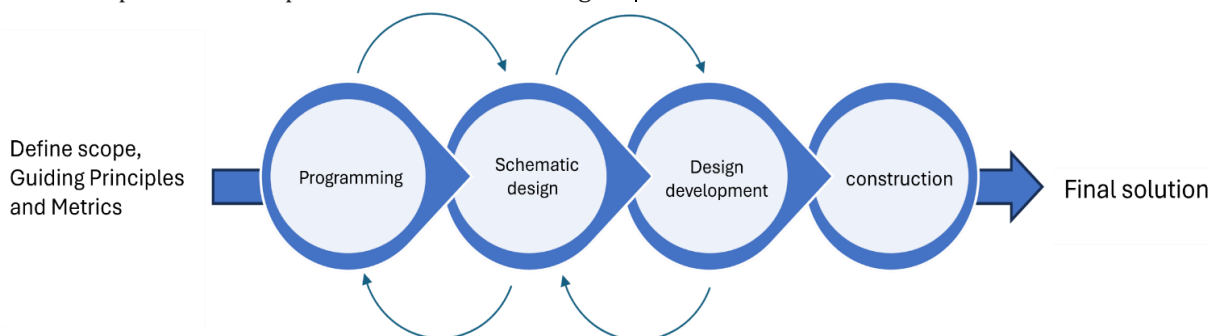 Define scope,
Guiding Principles
and Metrics
Programming
Schematic
design
Design
development
construction
Final solution